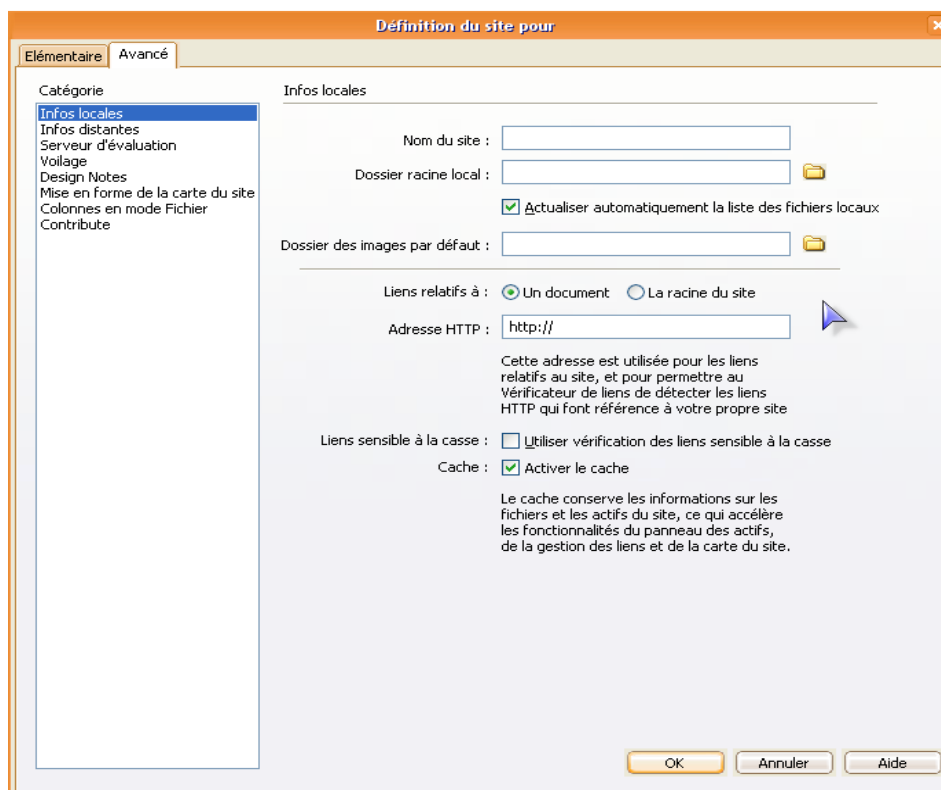 Définition du site pour
Elémentaire
Avancé
Catégorie
Infos locales
Infos distantes
Serveur d'évaluation
Voilage
Design Notes
Mise en forme de la carte du site
Colonnes en mode Fichier
Contribute
Infos locales
Nom du site :
Dossier racine local :
Actualiser automatiquement la liste des fichiers locaux
Dossier des images par défaut :
Liens relatifs à : Un document La racine du site
Adresse HTTP : http://
Cette adresse est utilisée pour les liens
relatifs au site, et pour permettre au
Vérificateur de liens de détecter les liens
HTTP qui font référence à votre propre site
Liens sensible à la casse : Utiliser vérification des liens sensible à la casse
Cache : Activer le cache
Le cache conserve les informations sur les
fichiers et les actifs du site, ce qui accélère
les fonctionnalités du panneau des actifs,
de la gestion des liens et de la carte du site.
OK Annuler Aide